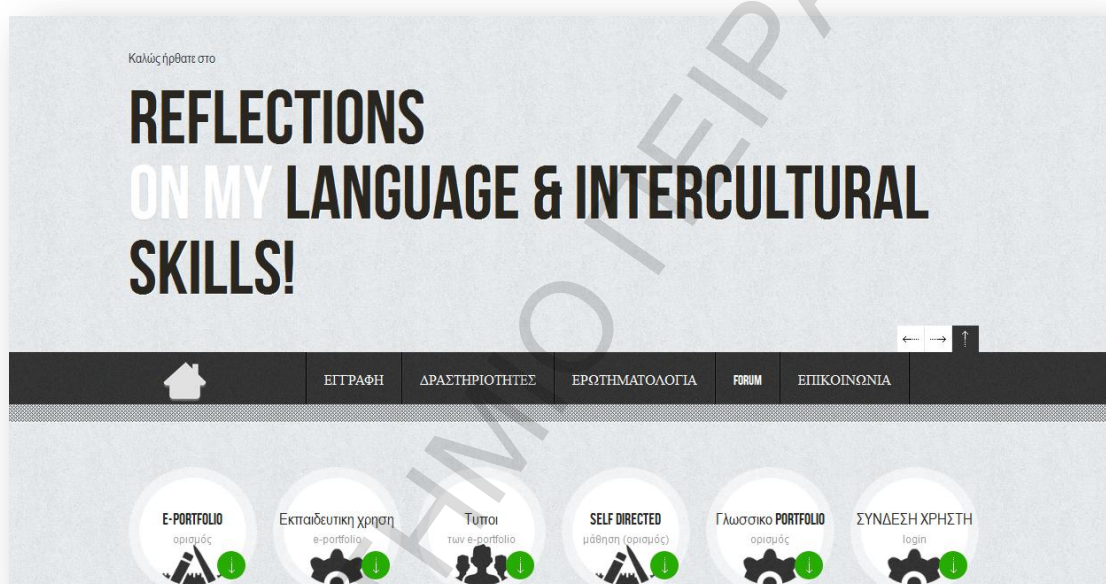 Καλώς ήρθατε στο
REFLECTIONS
ON MY LANGUAGE & INTERCULTURAL
SKILLS!
ΕΓΓΡΑΦΗ ΔΡΑΣΤΗΡΙΟΤΗΤΕΣ ΕΡΩΤΗΜΑΤΟΛΟΓΙΑ FORUM ΕΠΙΚΟΙΝΩΝΙΑ
E-PORTFOLIO Εκπαιδευτικη χρηση Τυποι SELF DIRECTED Γλωσσικο PORTFOLIO ΣΥΝΔΕΣΗ ΧΡΗΣΤΗ
ορισμός e-portfolio των e-portfolio μάθηση (ορισμός) ορισμός login